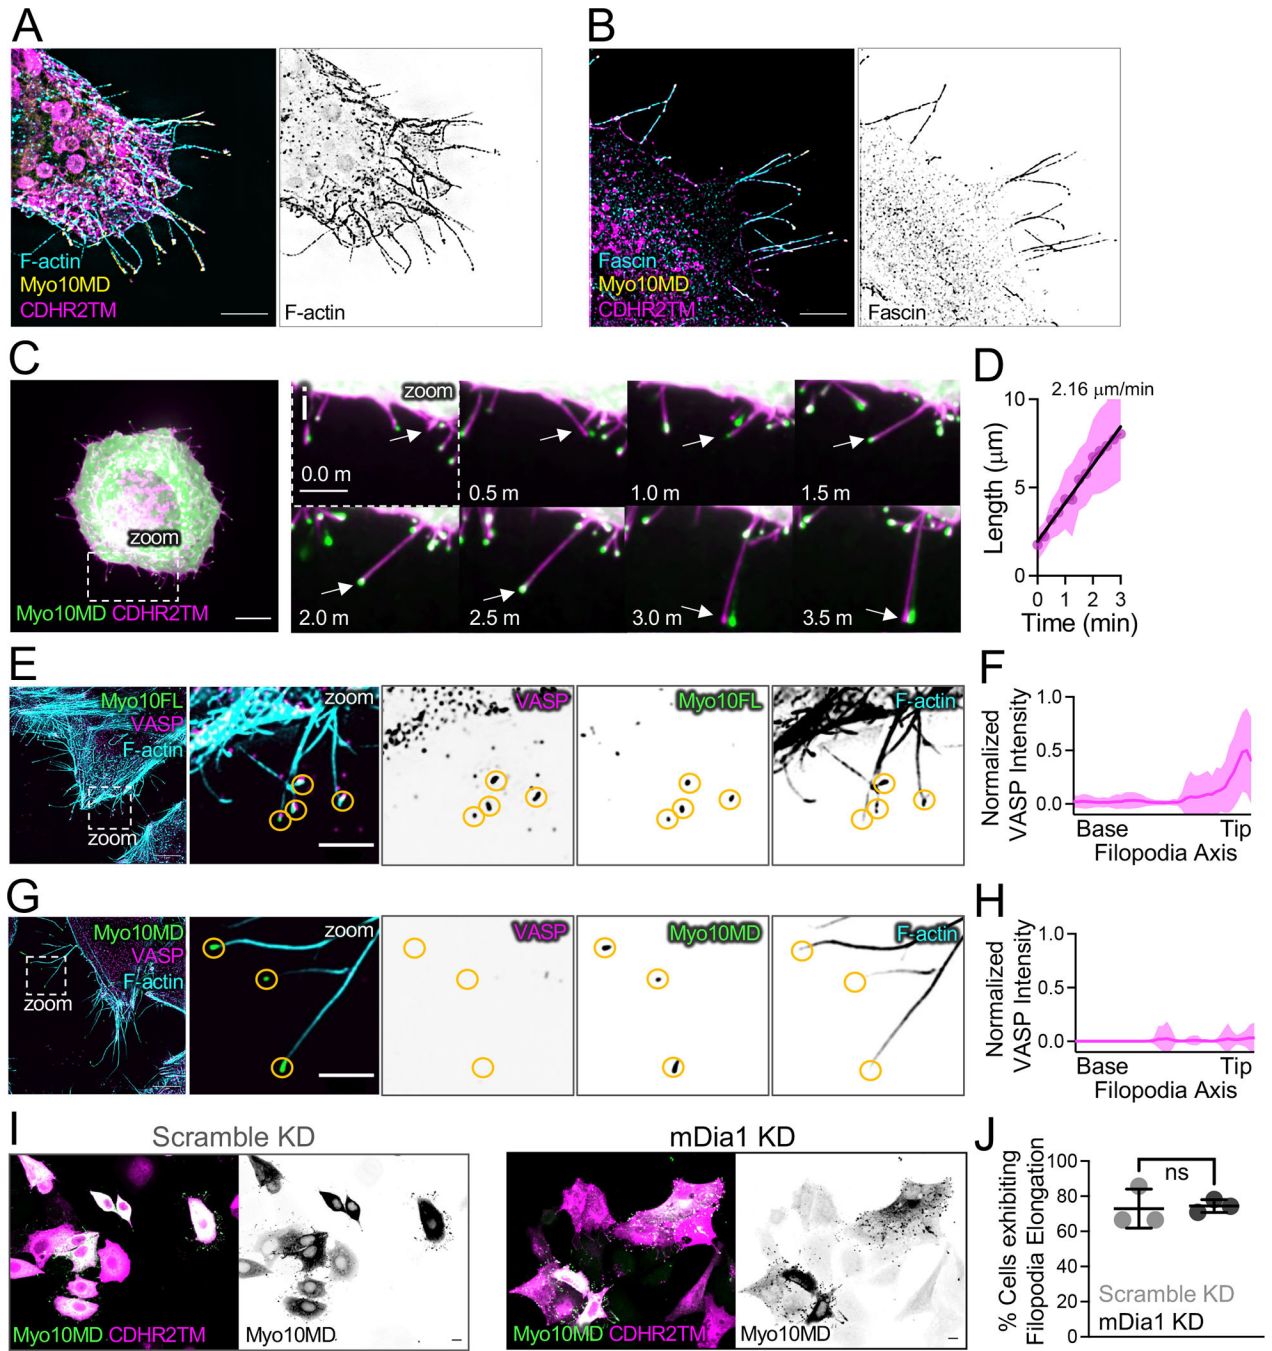 A
F-actin
Myo10MD
CDHR2TM
F-actin
B
Fascin
Myo10MD
CDHR2TM
Fascin
C
zoom
Myo10MD CDHR2TM
i
zoom
0.0 m
0.5 m
1.0 m
1.5 m
2.0 m
2.5 m
3.0 m
3.5 m
D
2.16 μm/min
10
5
0
Length (μm)
0 1 2 3
Time (min)
E
Myo10FL
VASP
F-actin
zoom
zoom
VASP
Myo10FL
F-actin
F
1.0
0.5
0.0
Normalized
VASP Intensity
Base Tip
Filopodia Axis
G
Myo10MD
VASP
F-actin
zoom
zoom
VASP
Myo10MD
F-actin
H
1.0
0.5
0.0
Normalized
VASP Intensity
Base Tip
Filopodia Axis
I
Scramble KD
Myo10MD CDHR2TM
Myo10MD
mDia1 KD
Myo10MD CDHR2TM
Myo10MD
J
100
80
60
40
20
0
% Cells exhibiting
Filopodia Elongation
ns
Scramble KD
mDia1 KD